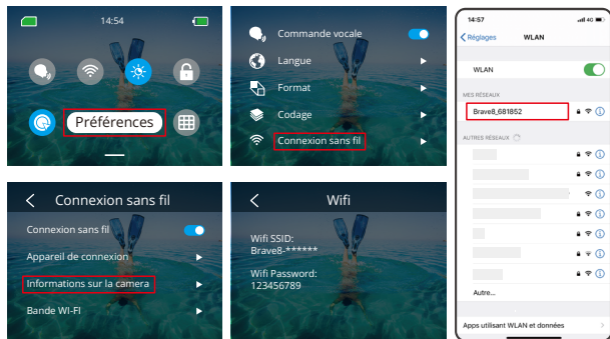 14:54
Préférences
Commande vocale
Langue
Format
Codage
Connexion sans fil
14:57
4G
Réglages
WLAN
WLAN
MES RÉSEAUX
Brave8_681852
AUTRES RÉSEAUX
Autre...
Apps utilisant WLAN et données
Connexion sans fil
Connexion sans fil
Appareil de connexion
Informations sur la camera
Bande WI-FI
Wifi
Wifi SSID:
Brave8-******
Wifi Password:
123456789